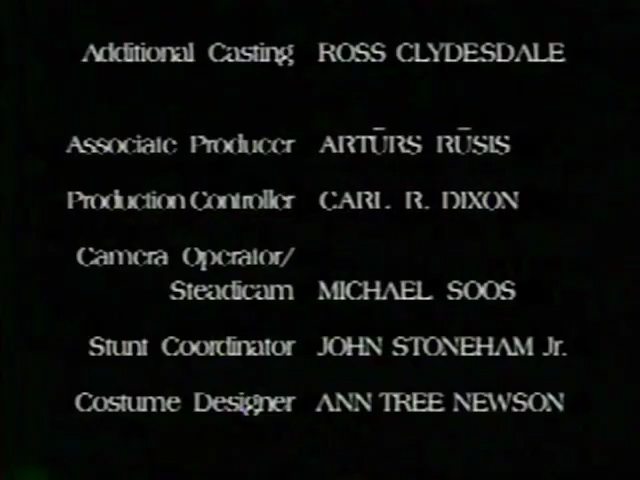 Additional Casting ROSS CLYDESDALE
Associate Producer ARTŪRS RŪSIS
Production Controller CARL R. DIXON
Camera Operator/
Steadicam MICHAEL SOOS
Stunt Coordinator JOHN STONEHAM Jr.
Costume Designer ANN TREE NEWSON